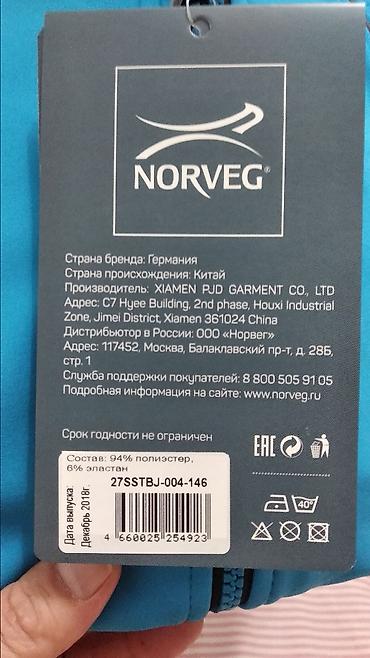 NORVEG®
Страна бренда: Германия
Страна происхождения: Китай
Производитель: XIAMEN PJD GARMENT CO., LTD
Адрес: C7 Hyee Building, 2nd phase, Houxi Industrial
Zone, Jimei District, Xiamen 361024 China
Дистрибьютор в России: ООО «Норвег»
Адрес: 117452, Москва, Балаклавский пр-т, д. 28Б,
стр. 1
Служба поддержки покупателей: 8 800 505 91 05
Подробная информация на сайте: www.norveg.ru
Срок годности не ограничен
EAC
Состав: 94% полиэстер,
6% эластан
27SSTBJ-004-146
Дата выпуска:
Декабрь 2018г.
4 660025 254923
40°